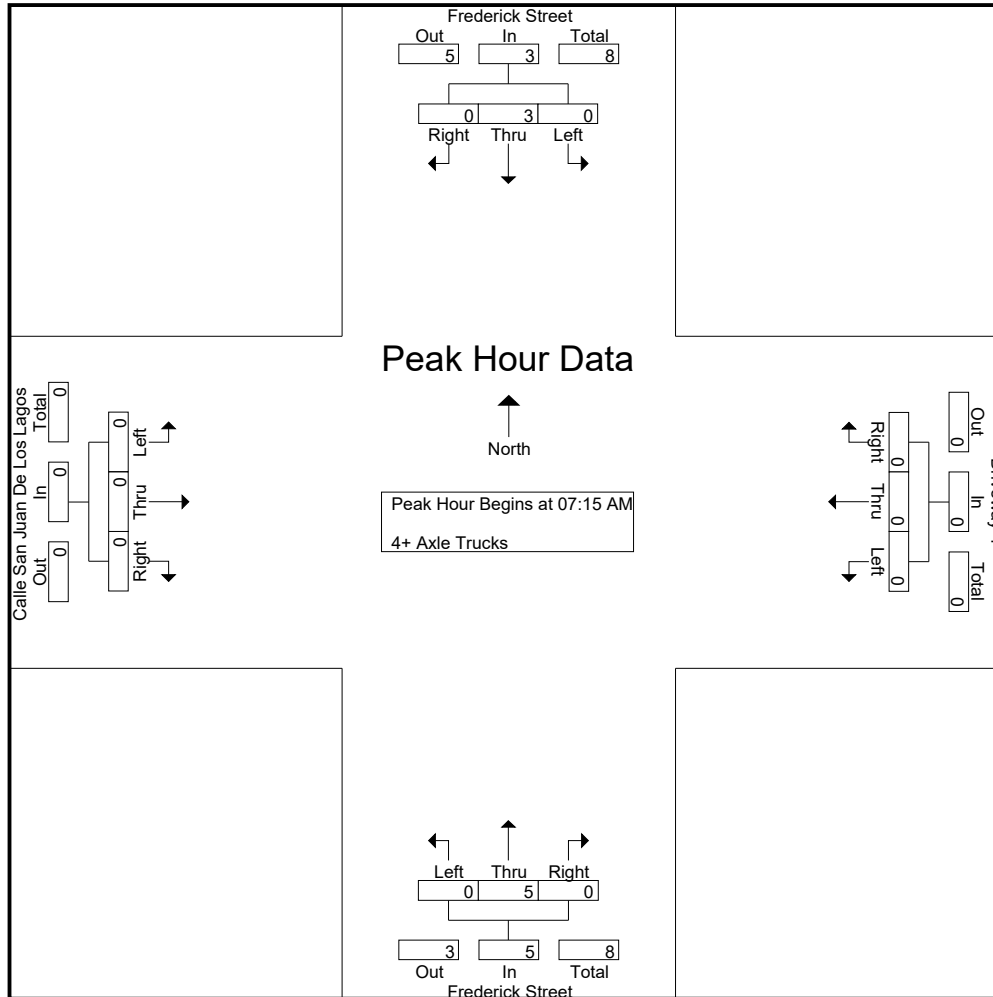 Frederick Street
Out In Total
5 3 8
0 3 0
Right Thru Left
Peak Hour Data
North
Peak Hour Begins at 07:15 AM
4+ Axle Trucks
Calle San Juan De Los Lagos
Total In Out
0 0 0
0 0 0
Left Thru Right
Right Thru Left
0 0 0
Out In Total
0 0 0
Left Thru Right
0 5 0
3 5 8
Out In Total
Frederick Street